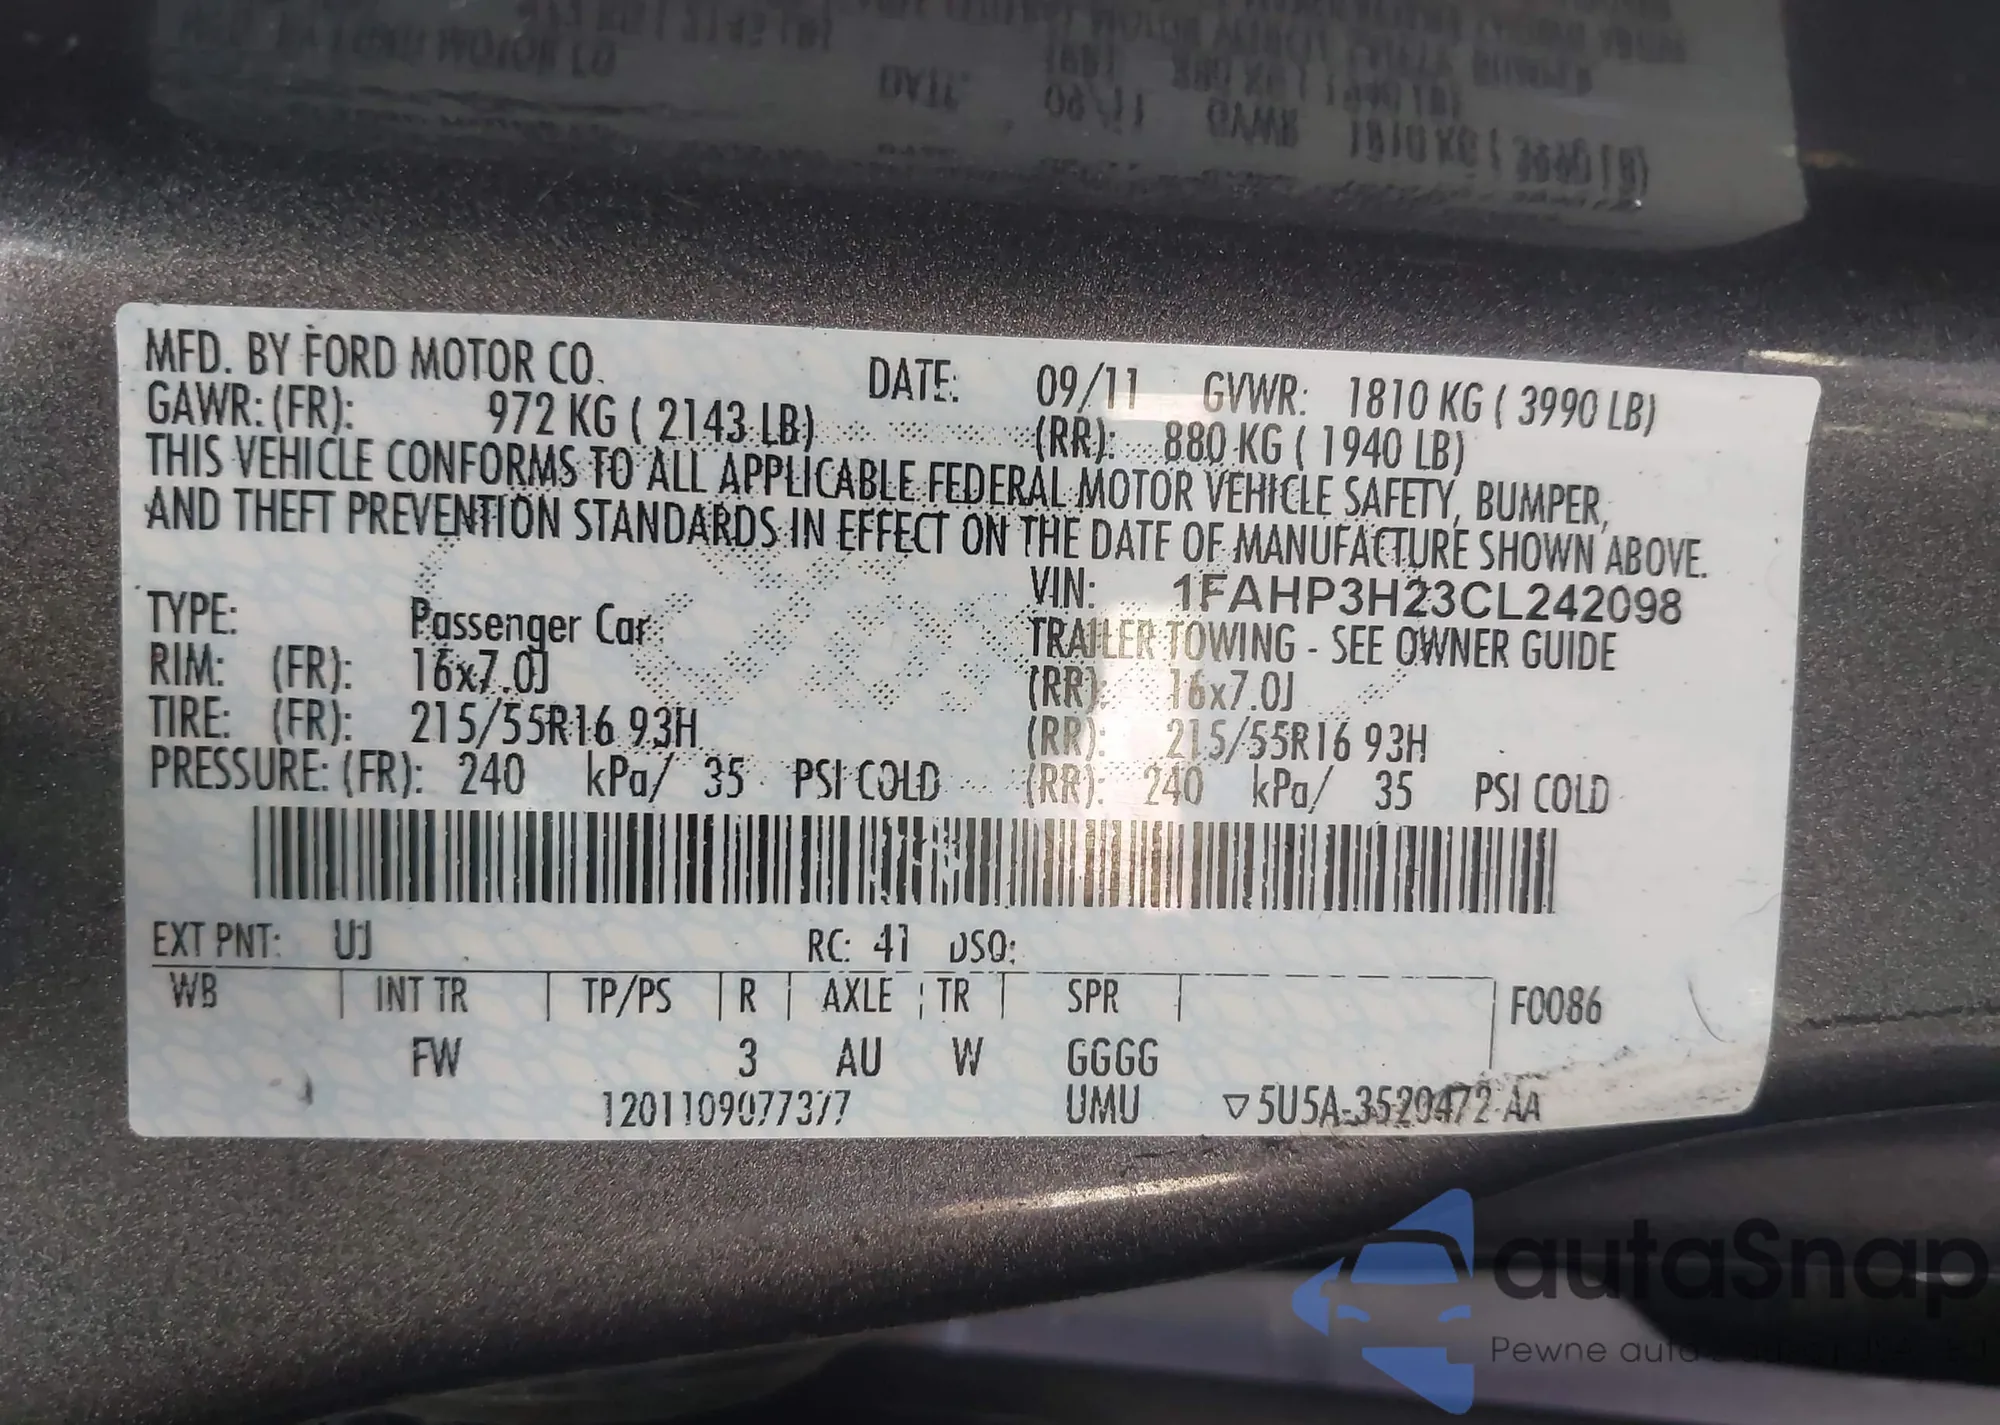 MFD. BY FORD MOTOR CO. DATE: 09/11 GVWR: 1810 KG ( 3990 LB)
GAWR: (FR): 972 KG ( 2143 LB) (RR): 880 KG ( 1940 LB)
THIS VEHICLE CONFORMS TO ALL APPLICABLE FEDERAL MOTOR VEHICLE SAFETY, BUMPER,
AND THEFT PREVENTION STANDARDS IN EFFECT ON THE DATE OF MANUFACTURE SHOWN ABOVE.
VIN: 1FAHP3H23CL242098
TYPE: Passenger Car TRAILER TOWING - SEE OWNER GUIDE
RIM: (FR): 16x7.0J (RR): 16x7.0J
TIRE: (FR): 215/55R16 93H (RR): 215/55R16 93H
PRESSURE: (FR): 240 kPa/ 35 PSI COLD (RR): 240 kPa/ 35 PSI COLD
EXT PNT: UJ RC: 41 DSO:
WB INT TR TP/PS R AXLE TR SPR F0086
FW 3 AU W GGGG
1201109077377 UMU ▽5U5A-3520472-AA
autoSnap
Pewne auta